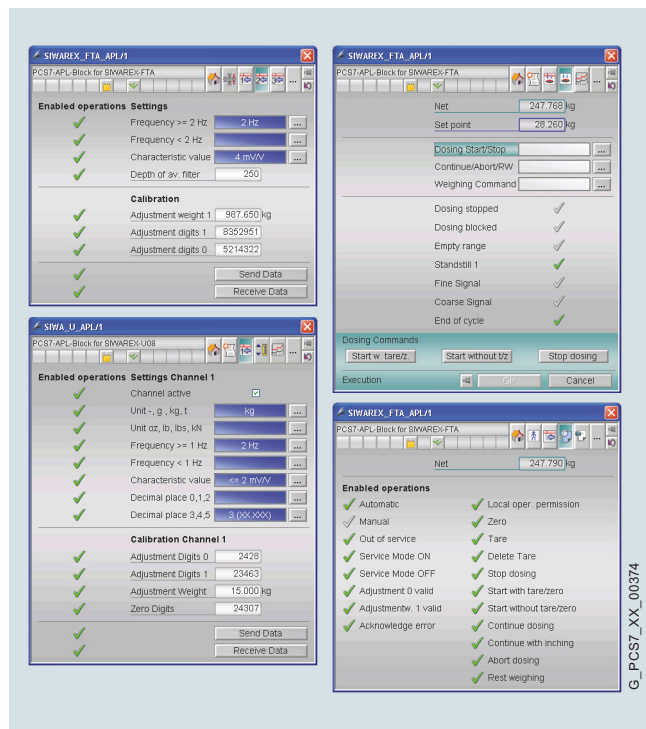 SIWAREX_FTA_APL/1
PCS7-APL-Block for SIWAREX-FTA
Enabled operations Settings
Frequency >= 2 Hz 2 Hz ...
Frequency < 2 Hz ...
Characteristic value 4 mV/V ...
Depth of av. filter 250
Calibration
Adjustment weight 1 987.650 kg
Adjustment digits 1 8352951
Adjustment digits 0 5214322
Send Data
Receive Data
SIWA_U_APL/1
PCS7-APL-Block for SIWAREX-U08
Enabled operations Settings Channel 1
Channel active
Unit -, g , kg, t kg ...
Unit oz, lb, lbs, kN ...
Frequency >= 1 Hz 2 Hz ...
Frequency < 1 Hz ...
Characteristic value <= 2 mV/V ...
Decimal place 0,1,2 ...
Decimal place 3,4,5 3 (XX.XXX) ...
Calibration Channel 1
Adjustment Digits 0 2428
Adjustment Digits 1 23463
Adjustment Weight 15.000 kg
Zero Digits 24307
Send Data
Receive Data
SIWAREX_FTA_APL/1
PCS7-APL-Block for SIWAREX-FTA
Net 247.768 kg
Set point 28.260 kg
Dosing Start/Stop ...
Continue/Abort/RW ...
Weighing Command ...
Dosing stopped
Dosing blocked
Empty range
Standstill 1
Fine Signal
Coarse Signal
End of cycle
Dosing Commands
Start w. tare/z. Start without t/z Stop dosing
Execution OK Cancel
SIWAREX_FTA_APL/1
PCS7-APL-Block for SIWAREX-FTA
Net 247.790 kg
Enabled operations
Automatic Local oper. permission
Manual Zero
Out of service Tare
Service Mode ON Delete Tare
Service Mode OFF Stop dosing
Adjustment 0 valid Start with tare/zero
Adjustmentw. 1 valid Start without tare/zero
Acknowledge error Continue dosing
Continue with inching
Abort dosing
Rest weighing
G_PCS7_XX_00374